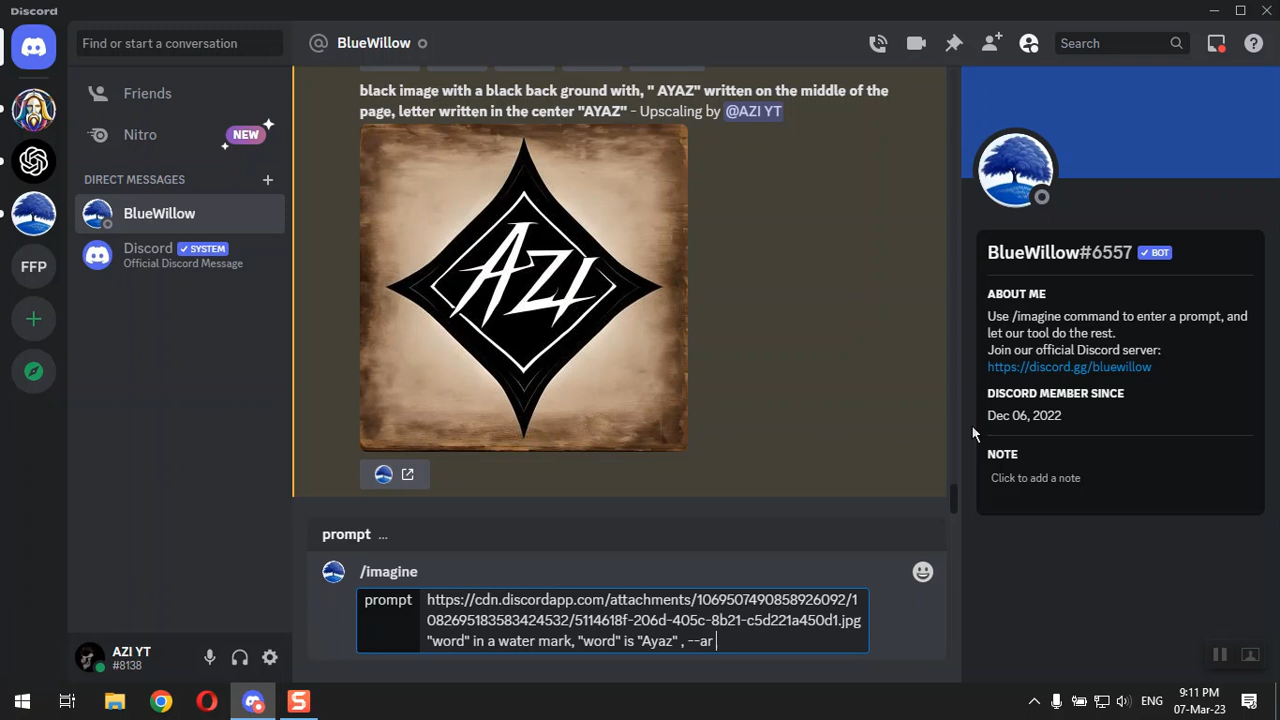 Discord
Find or start a conversation
BlueWillow
Search
Friends
Nitro
NEW
DIRECT MESSAGES
BlueWillow
Discord
SYSTEM
Official Discord Message
FFP
black image with a black back ground with, " AYAZ" written on the middle of the
page, letter written in the center "AYAZ" - Upscaling by @AZI YT
AZI
BlueWillow#6557
BOT
ABOUT ME
Use /imagine command to enter a prompt, and
let our tool do the rest.
Join our official Discord server:
https://discord.gg/bluewillow
DISCORD MEMBER SINCE
Dec 06, 2022
NOTE
Click to add a note
prompt ...
/imagine
prompt
https://cdn.discordapp.com/attachments/1069507490858926092/1
082695183583424532/5114618f-206d-405c-8b21-c5d221a450d1.jpg
"word" in a water mark, "word" is "Ayaz" , --ar
AZI YT
#8138
ENG
9:11 PM
07-Mar-23